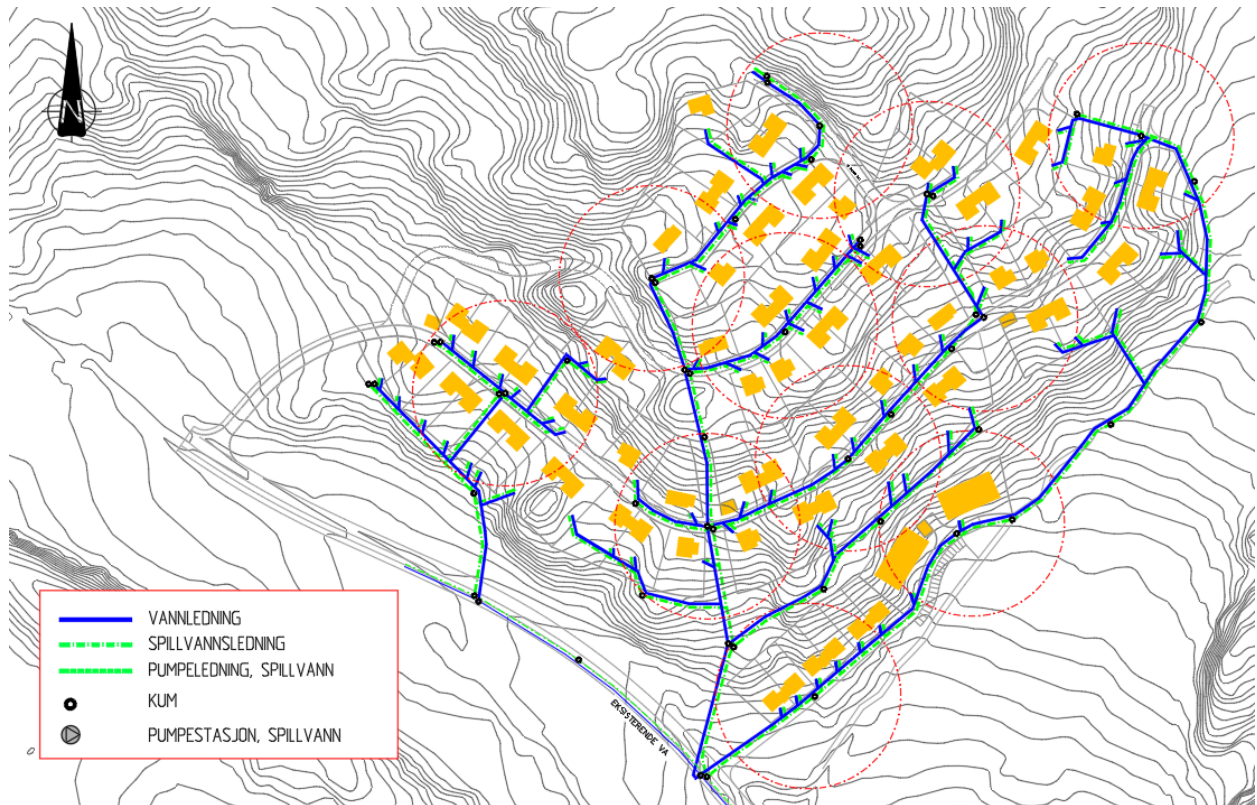 N
VANNLEDNING
SPILLVANNSLEDNING
PUMPELEDNING, SPILLVANN
KUM
PUMPESTASJON, SPILLVANN
EKSISTERENDE VA